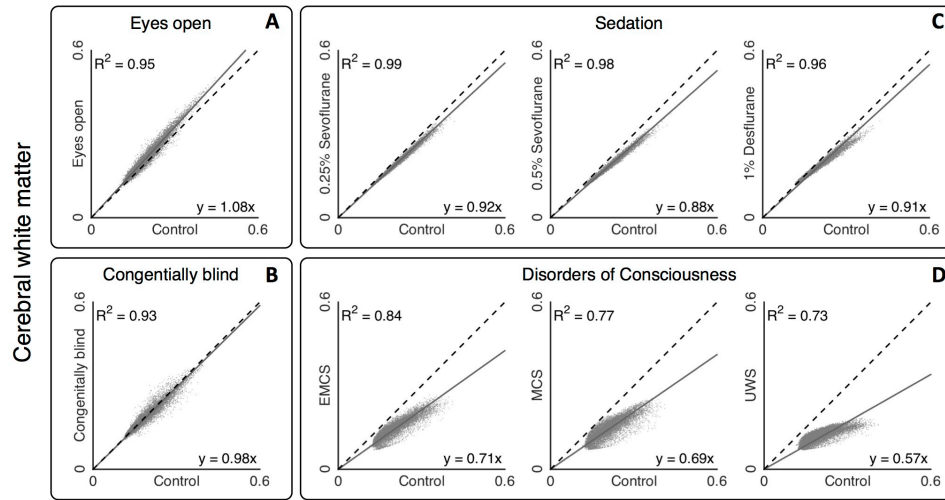 Cerebral white matter
Eyes open
A
0.6
R² = 0.95
Eyes open
y = 1.08x
0
0
Control
0.6
Sedation
C
0.6
R² = 0.99
0.25% Sevoflurane
y = 0.92x
0
0
Control
0.6
0.6
R² = 0.98
0.5% Sevoflurane
y = 0.88x
0
0
Control
0.6
0.6
R² = 0.96
1% Desflurane
y = 0.91x
0
0
Control
0.6
Congentially blind
B
0.6
R² = 0.93
Congenitally blind
y = 0.98x
0
0
Control
0.6
Disorders of Consciousness
D
0.6
R² = 0.84
EMCS
y = 0.71x
0
0
Control
0.6
0.6
R² = 0.77
MCS
y = 0.69x
0
0
Control
0.6
0.6
R² = 0.73
UWS
y = 0.57x
0
0
Control
0.6